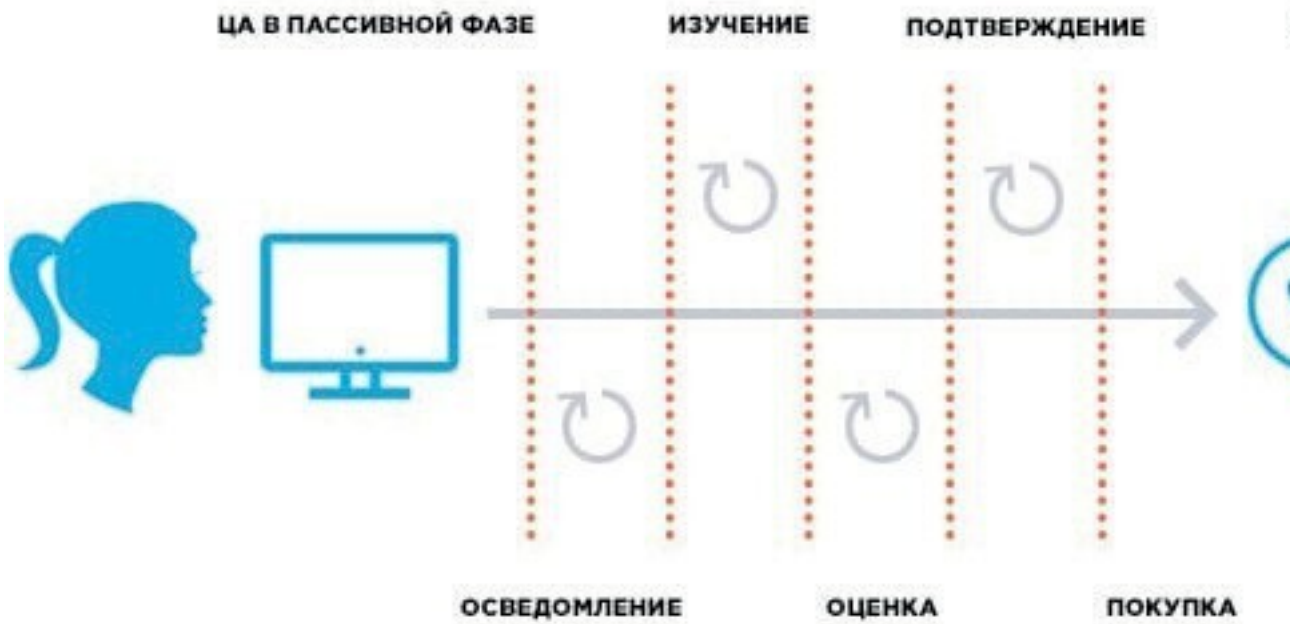 ЦА В ПАССИВНОЙ ФАЗЕ
ИЗУЧЕНИЕ
ПОДТВЕРЖДЕНИЕ
ОСВЕДОМЛЕНИЕ
ОЦЕНКА
ПОКУПКА